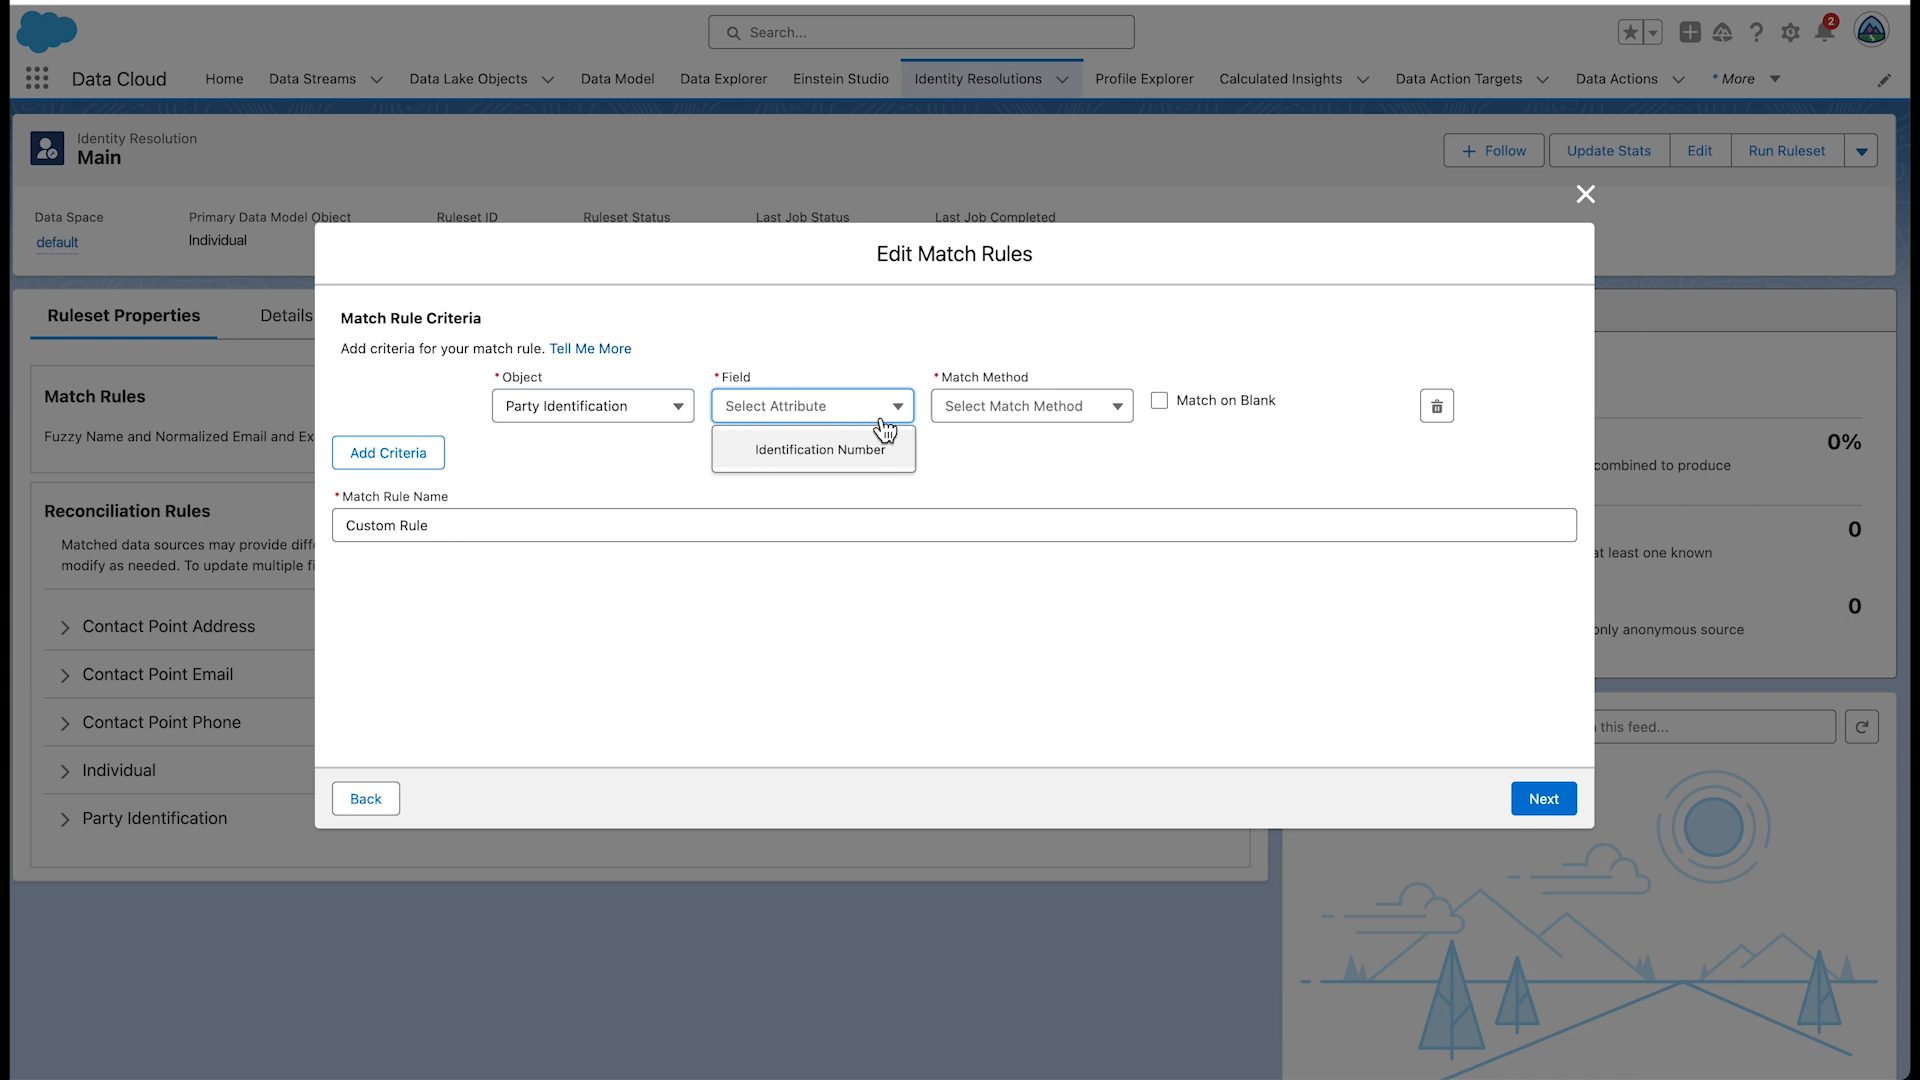 Search...
2
Data Cloud
Home
Data Streams
Data Lake Objects
Data Model
Data Explorer
Einstein Studio
Identity Resolutions
Profile Explorer
Calculated Insights
Data Action Targets
Data Actions
* More
Identity Resolution
Main
Follow
Update Stats
Edit
Run Ruleset
Data Space
Primary Data Model Object
Ruleset ID
Ruleset Status
Last Job Status
Last Job Completed
default
Individual
Edit Match Rules
Ruleset Properties
Details
Match Rule Criteria
Add criteria for your match rule. Tell Me More
* Object
* Field
* Match Method
Party Identification
Select Attribute
Select Match Method
Match on Blank
Identification Number
Add Criteria
* Match Rule Name
Custom Rule
Back
Next
Match Rules
Fuzzy Name and Normalized Email and Ex
Reconciliation Rules
Matched data sources may provide diff
modify as needed. To update multiple fi
Contact Point Address
Contact Point Email
Contact Point Phone
Individual
Party Identification
0%
combined to produce
0
at least one known
0
only anonymous source
this feed...